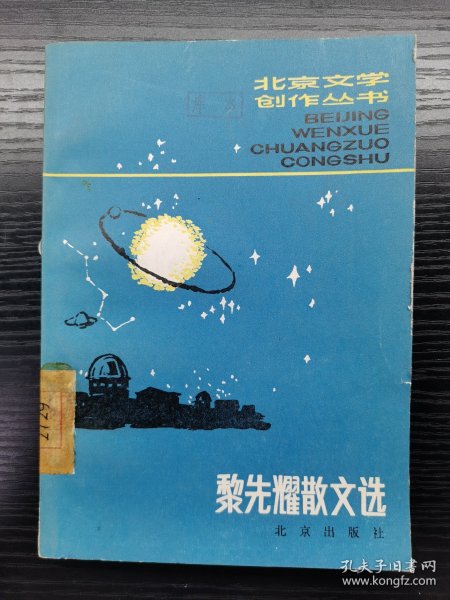 北京文学
创作丛书
BEIJING
WENXUE
CHUANGZUO
CONGSHU
黎先耀散文选
北京出版社
孔夫子旧书网
www.kongfz.com